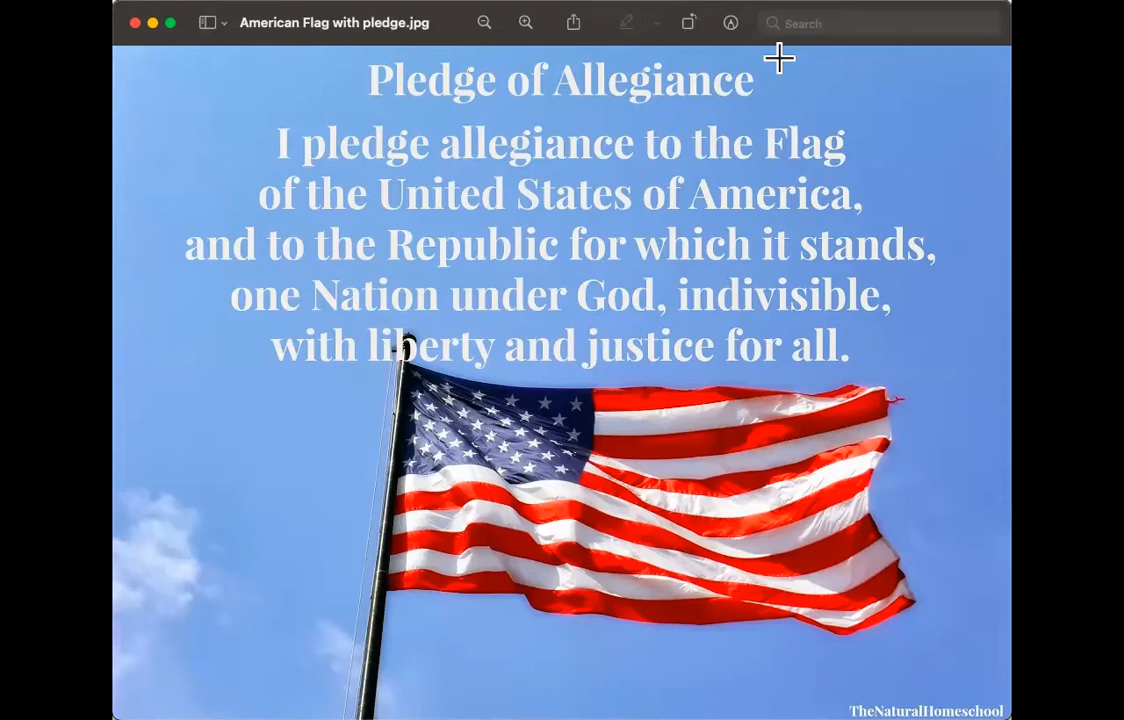 American Flag with pledge.jpg
Search
Pledge of Allegiance
I pledge allegiance to the Flag
of the United States of America,
and to the Republic for which it stands,
one Nation under God, indivisible,
with liberty and justice for all.
TheNaturalHomeschool